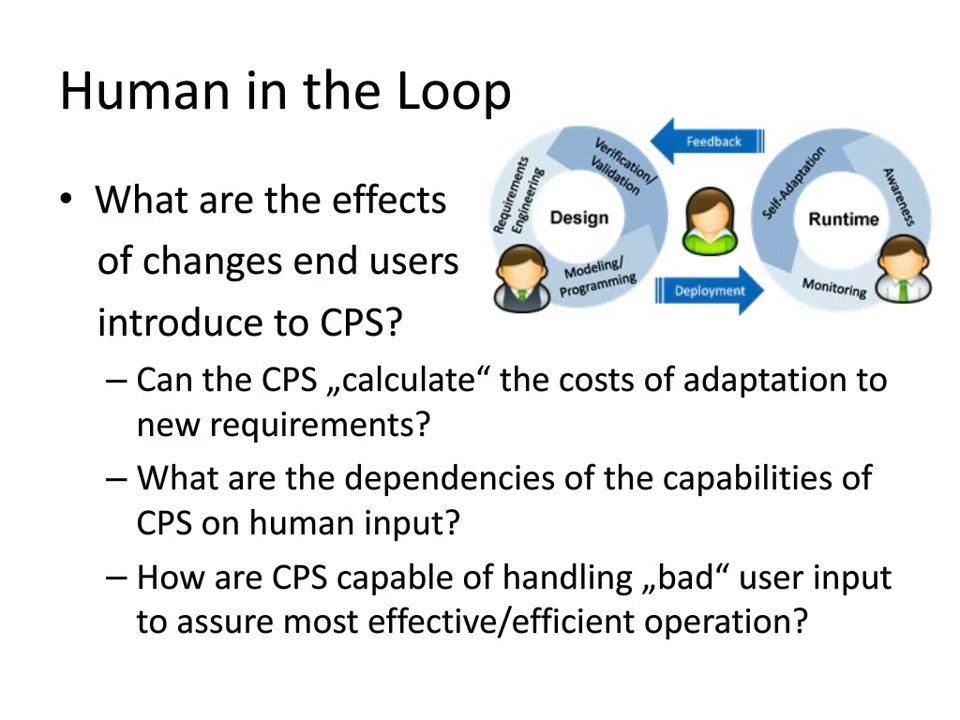 Human in the Loop
• What are the effects
of changes end users
introduce to CPS?
– Can the CPS „calculate“ the costs of adaptation to
new requirements?
– What are the dependencies of the capabilities of
CPS on human input?
– How are CPS capable of handling „bad“ user input
to assure most effective/efficient operation?
Requirements
Engineering
Verification/
Validation
Design
Modeling/
Programming
Feedback
Deployment
Self-Adaptation
Awareness
Runtime
Monitoring